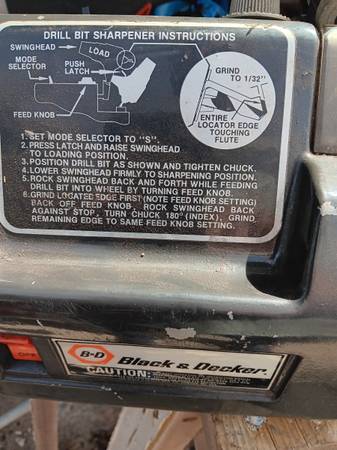 DRILL BIT SHARPENER INSTRUCTIONS
SWINGHEAD
LOAD
MODE
SELECTOR
PUSH
LATCH
FEED KNOB
GRIND
TO 1/32"
ENTIRE
LOCATOR EDGE
TOUCHING
FLUTE
1. SET MODE SELECTOR TO "S".
2. PRESS LATCH AND RAISE SWINGHEAD
TO LOADING POSITION.
3. POSITION DRILL BIT AS SHOWN AND TIGHTEN CHUCK.
4. LOWER SWINGHEAD FIRMLY TO SHARPENING POSITION.
5. ROCK SWINGHEAD BACK AND FORTH WHILE FEEDING
DRILL BIT INTO WHEEL BY TURNING FEED KNOB.
6. GRIND LOCATED EDGE FIRST (NOTE FEED KNOB SETTING)
BACK OFF FEED KNOB, ROCK SWINGHEAD BACK
AGAINST STOP, TURN CHUCK 180° (INDEX), GRIND
REMAINING EDGE TO SAME FEED KNOB SETTING.
OFF
B-D Black & Decker®
CAUTION: